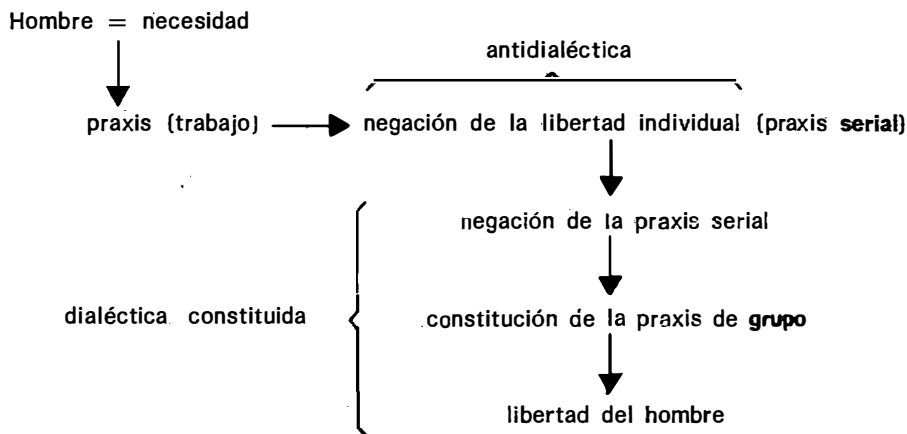 Hombre = necesidad
antidialéctica
praxis (trabajo) negación de la libertad individual (praxis serial)
negación de la praxis serial
dialéctica constituida
constitución de la praxis de grupo
libertad del hombre